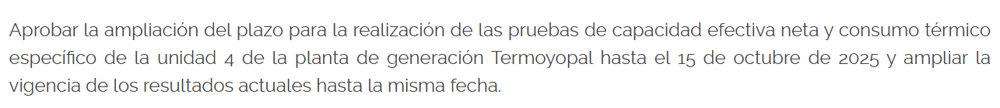 Aprobar la ampliación del plazo para la realización de las pruebas de capacidad efectiva neta y consumo térmico
específico de la unidad 4 de la planta de generación Termoyopal hasta el 15 de octubre de 2025 y ampliar la
vigencia de los resultados actuales hasta la misma fecha.